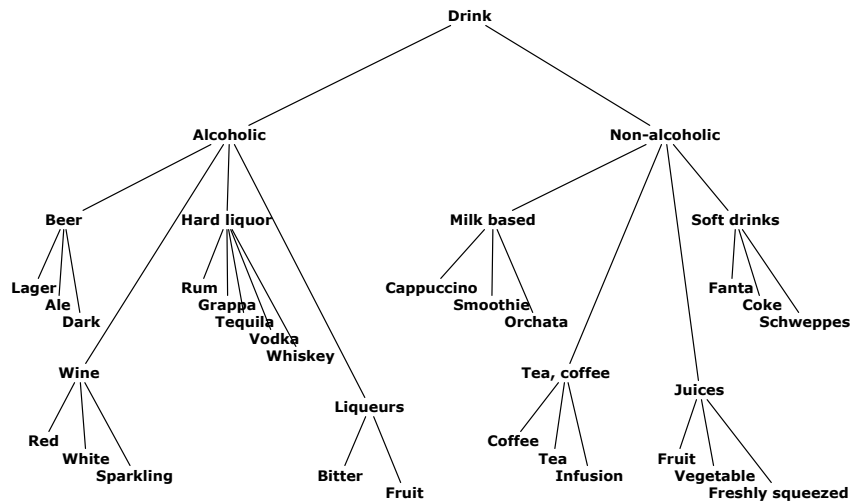 Drink
Alcoholic
Non-alcoholic
Beer
Hard liquor
Milk based
Soft drinks
Lager
Ale
Dark
Rum
Grappa
Tequila
Vodka
Whiskey
Cappuccino
Smoothie
Orchata
Fanta
Coke
Schweppes
Wine
Liqueurs
Tea, coffee
Juices
Red
White
Sparkling
Bitter
Fruit
Coffee
Tea
Infusion
Fruit
Vegetable
Freshly squeezed